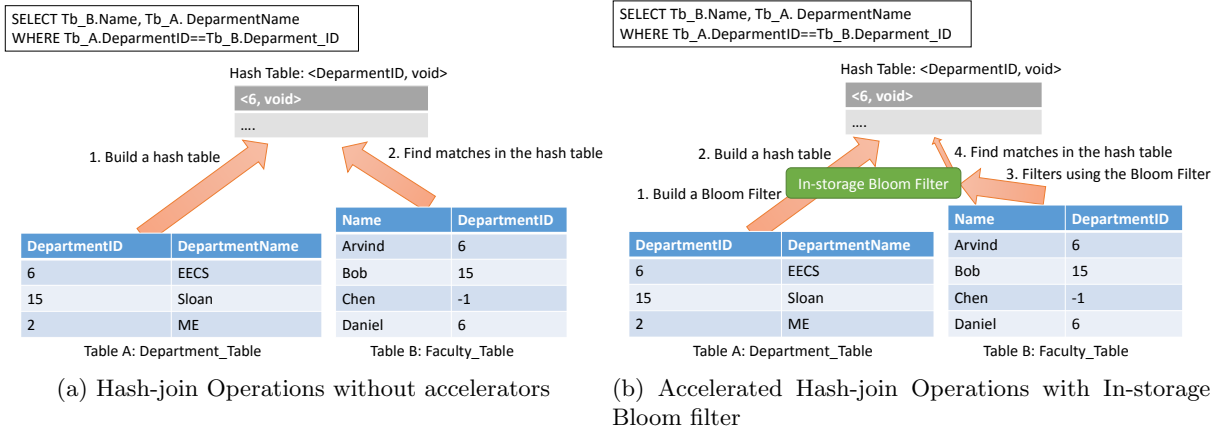 SELECT Tb_B.Name, Tb_A. DeparmentName
WHERE Tb_A.DeparmentID==Tb_B.Deparment_ID
Hash Table: <DeparmentID, void>
<6, void>
....
1. Build a hash table
2. Find matches in the hash table
DepartmentID DepartmentName
6 EECS
15 Sloan
2 ME
Table A: Department_Table
Name DepartmentID
Arvind 6
Bob 15
Chen -1
Daniel 6
Table B: Faculty_Table
(a) Hash-join Operations without accelerators
SELECT Tb_B.Name, Tb_A. DeparmentName
WHERE Tb_A.DeparmentID==Tb_B.Deparment_ID
Hash Table: <DeparmentID, void>
<6, void>
....
2. Build a hash table
4. Find matches in the hash table
1. Build a Bloom Filter
In-storage Bloom Filter
3. Filters using the Bloom Filter
DepartmentID DepartmentName
6 EECS
15 Sloan
2 ME
Table A: Department_Table
Name DepartmentID
Arvind 6
Bob 15
Chen -1
Daniel 6
Table B: Faculty_Table
(b) Accelerated Hash-join Operations with In-storage
Bloom filter